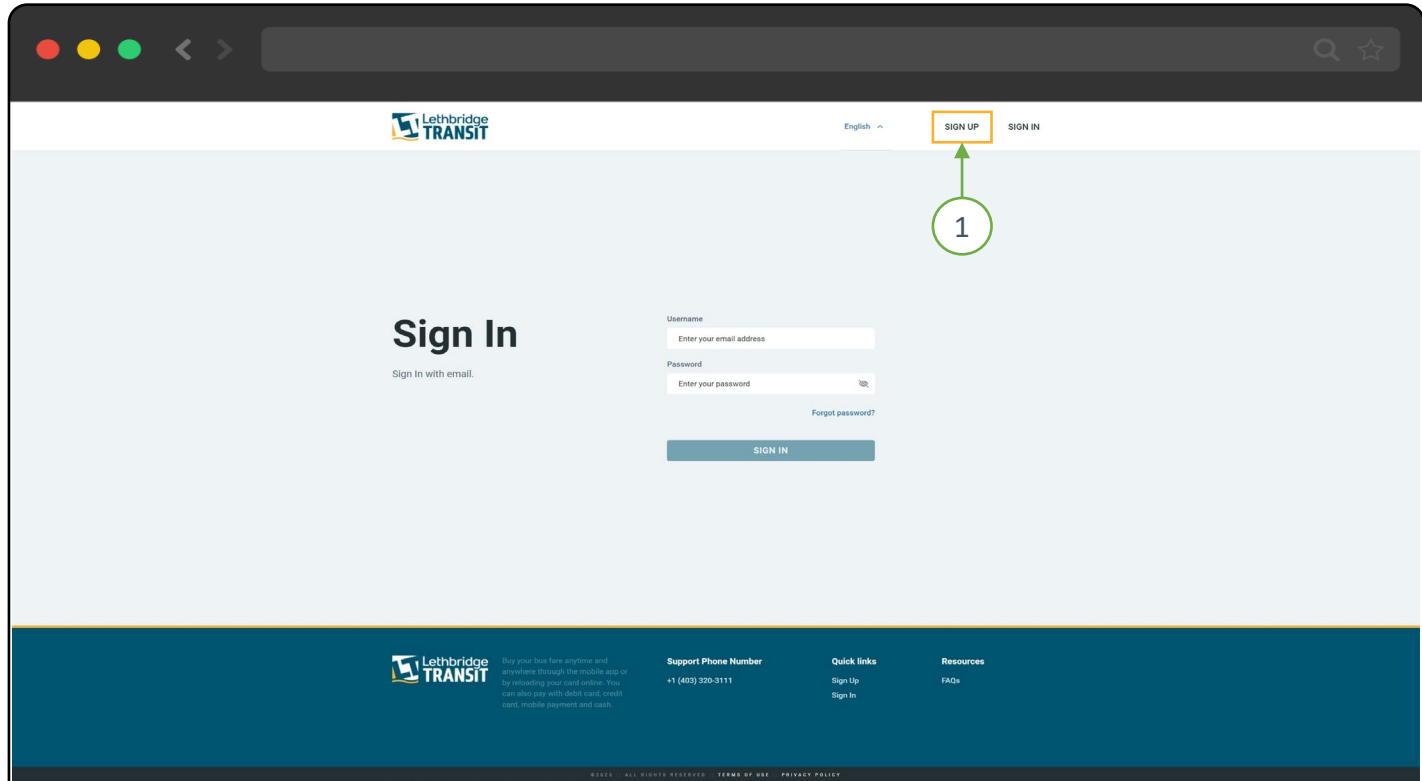 Lethbridge
TRANSIT
English
SIGN UP
SIGN IN
1
Sign In
Sign In with email.
Username
Enter your email address
Password
Enter your password
Forgot password?
SIGN IN
Lethbridge
TRANSIT
Buy your bus fare anytime and
anywhere through the mobile app or
by reloading your card online. You
can also pay with debit card, credit
card, mobile payment and cash.
Support Phone Number
+1 (403) 320-3111
Quick links
Sign Up
Sign In
Resources
FAQs
ALL RIGHTS RESERVED TERMS OF USE PRIVACY POLICY